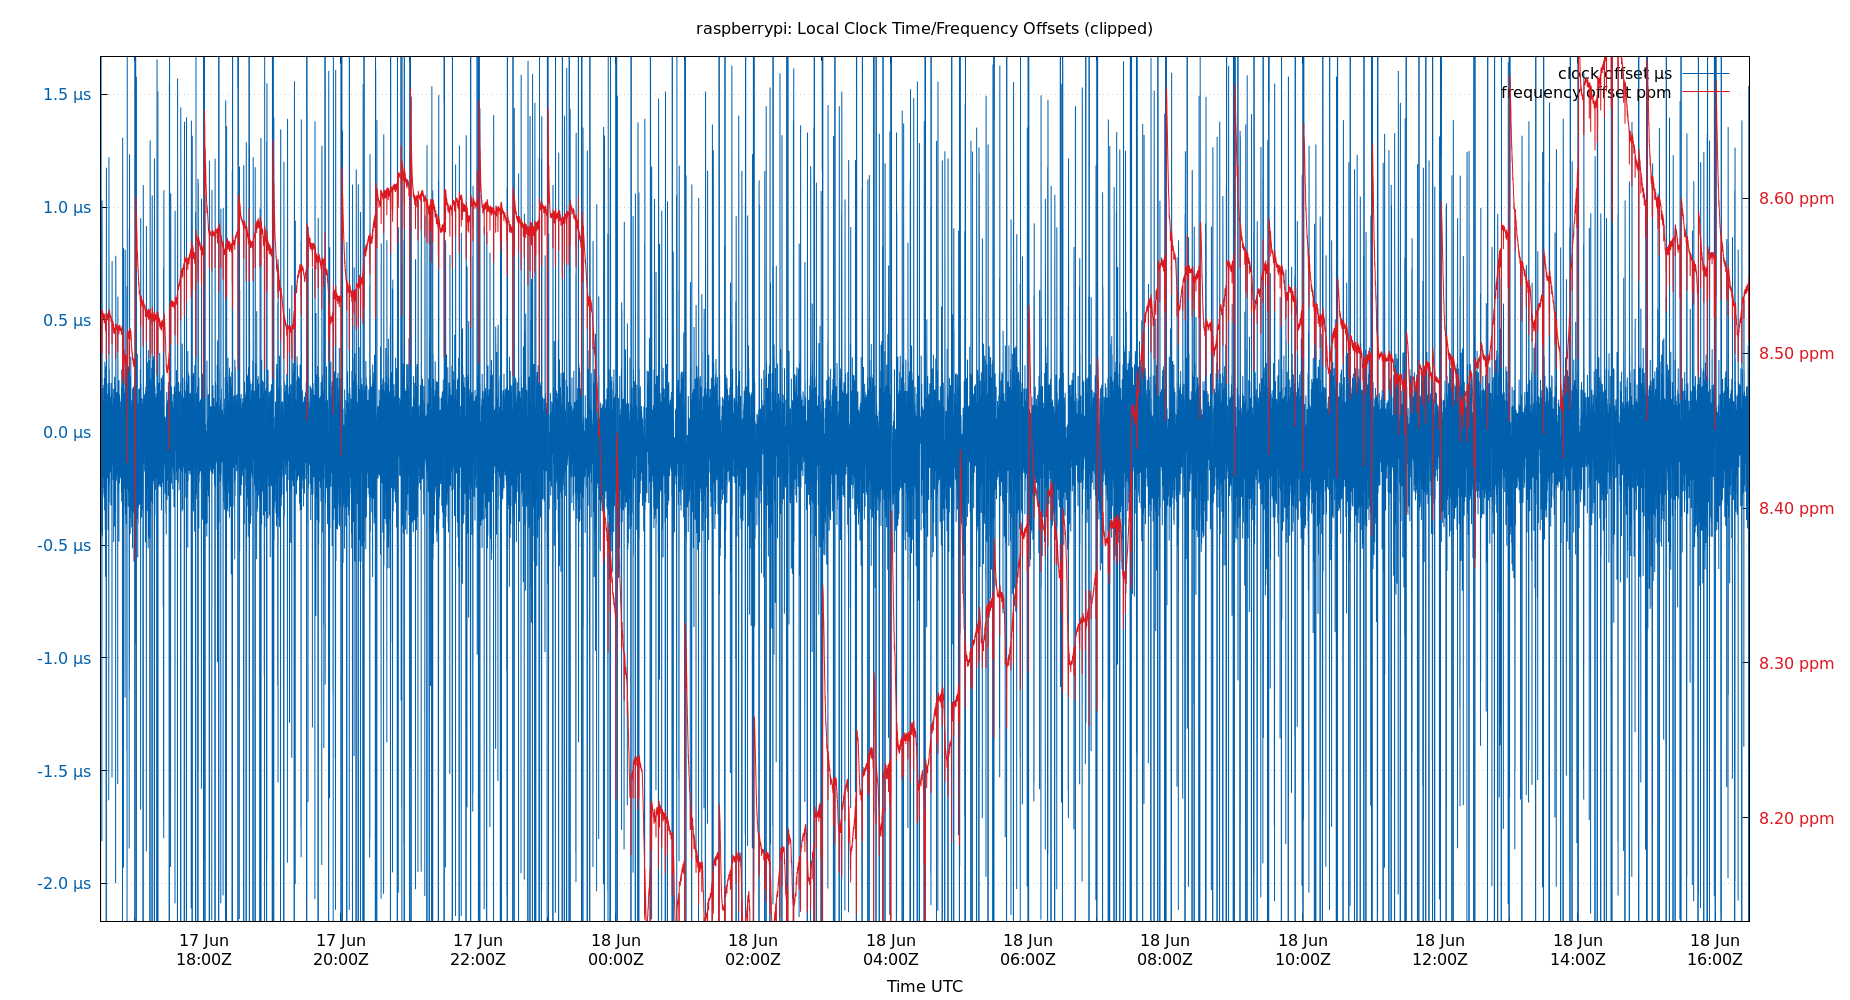 raspberrypi: Local Clock Time/Frequency Offsets (clipped)
clock offset µs
frequency offset ppm
1.5 µs
1.0 µs
0.5 µs
0.0 µs
-0.5 µs
-1.0 µs
-1.5 µs
-2.0 µs
8.60 ppm
8.50 ppm
8.40 ppm
8.30 ppm
8.20 ppm
17 Jun 17 Jun 17 Jun 18 Jun 18 Jun 18 Jun 18 Jun 18 Jun 18 Jun 18 Jun 18 Jun 18 Jun
18:00Z 20:00Z 22:00Z 00:00Z 02:00Z 04:00Z 06:00Z 08:00Z 10:00Z 12:00Z 14:00Z 16:00Z
Time UTC